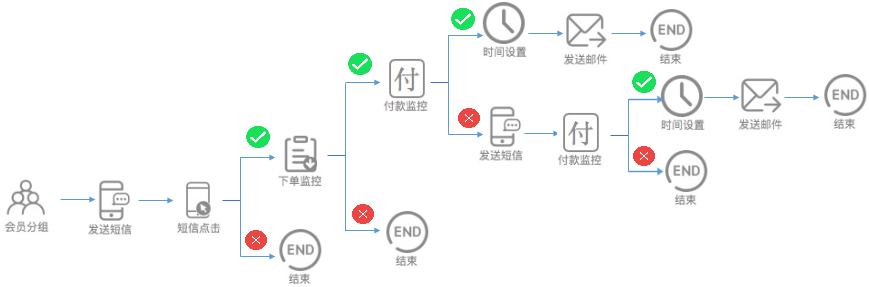 会员分组
发送短信
短信点击
下单监控
END
结束
付
付款监控
END
结束
时间设置
发送邮件
END
结束
发送短信
付
付款监控
时间设置
发送邮件
END
结束
END
结束